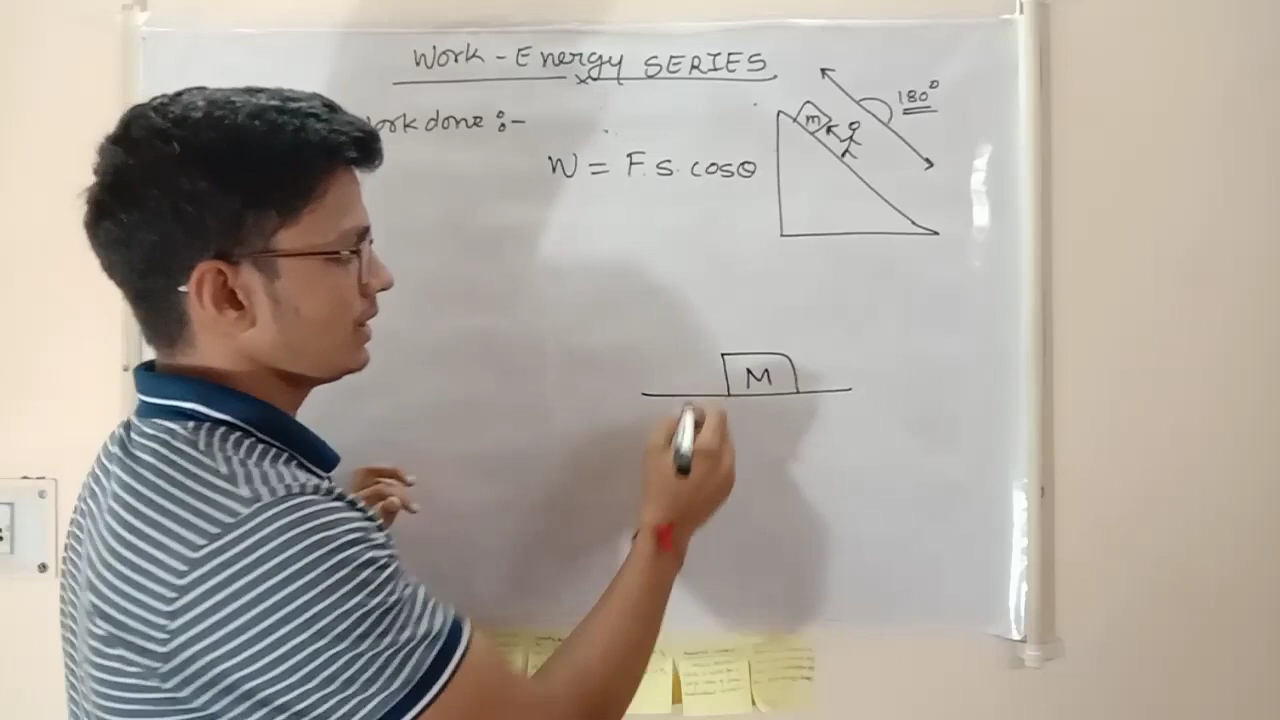 Work - Energy SERIES
ork done :-
W = F. s. cosθ
m
180°
M